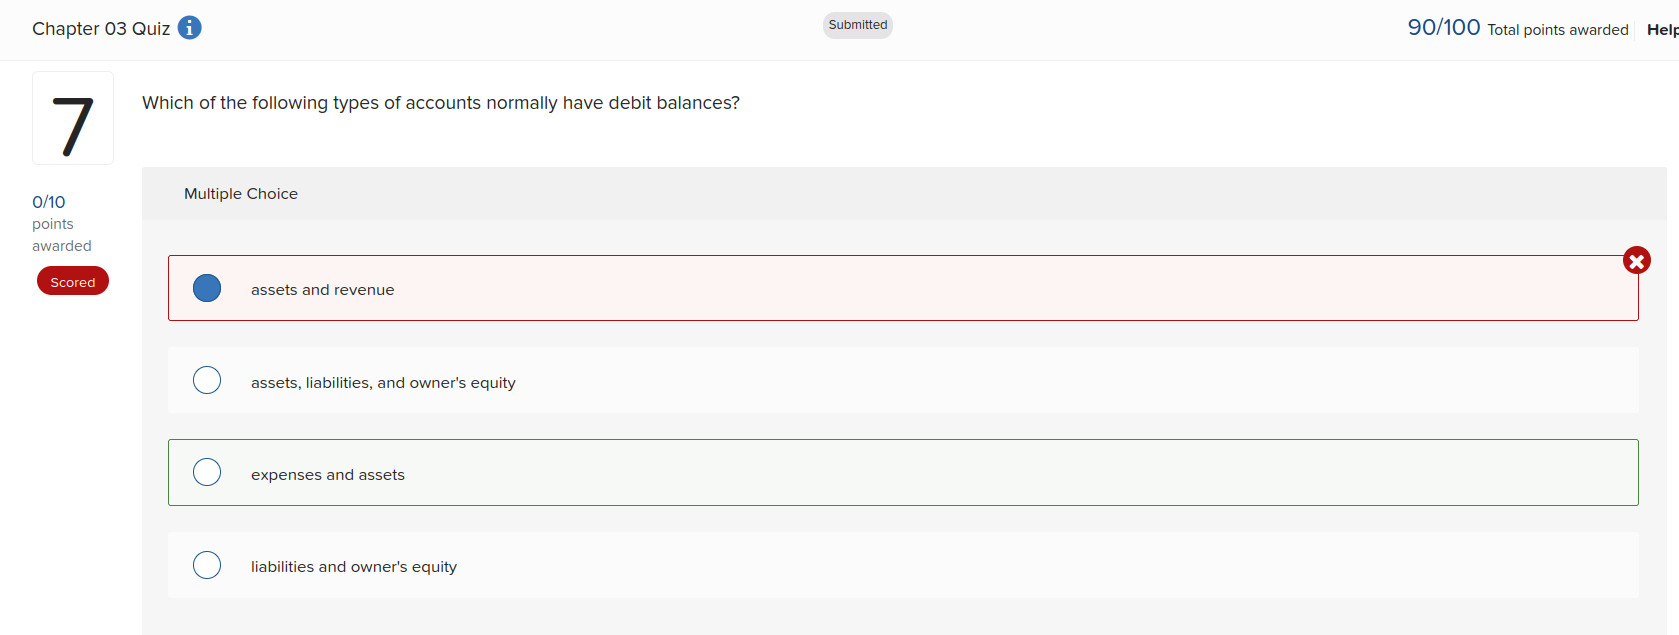 Chapter 03 Quiz i
Submitted
90/100 Total points awarded
Help
7
Which of the following types of accounts normally have debit balances?
0/10
points
awarded
Scored
Multiple Choice
assets and revenue
assets, liabilities, and owner's equity
expenses and assets
liabilities and owner's equity